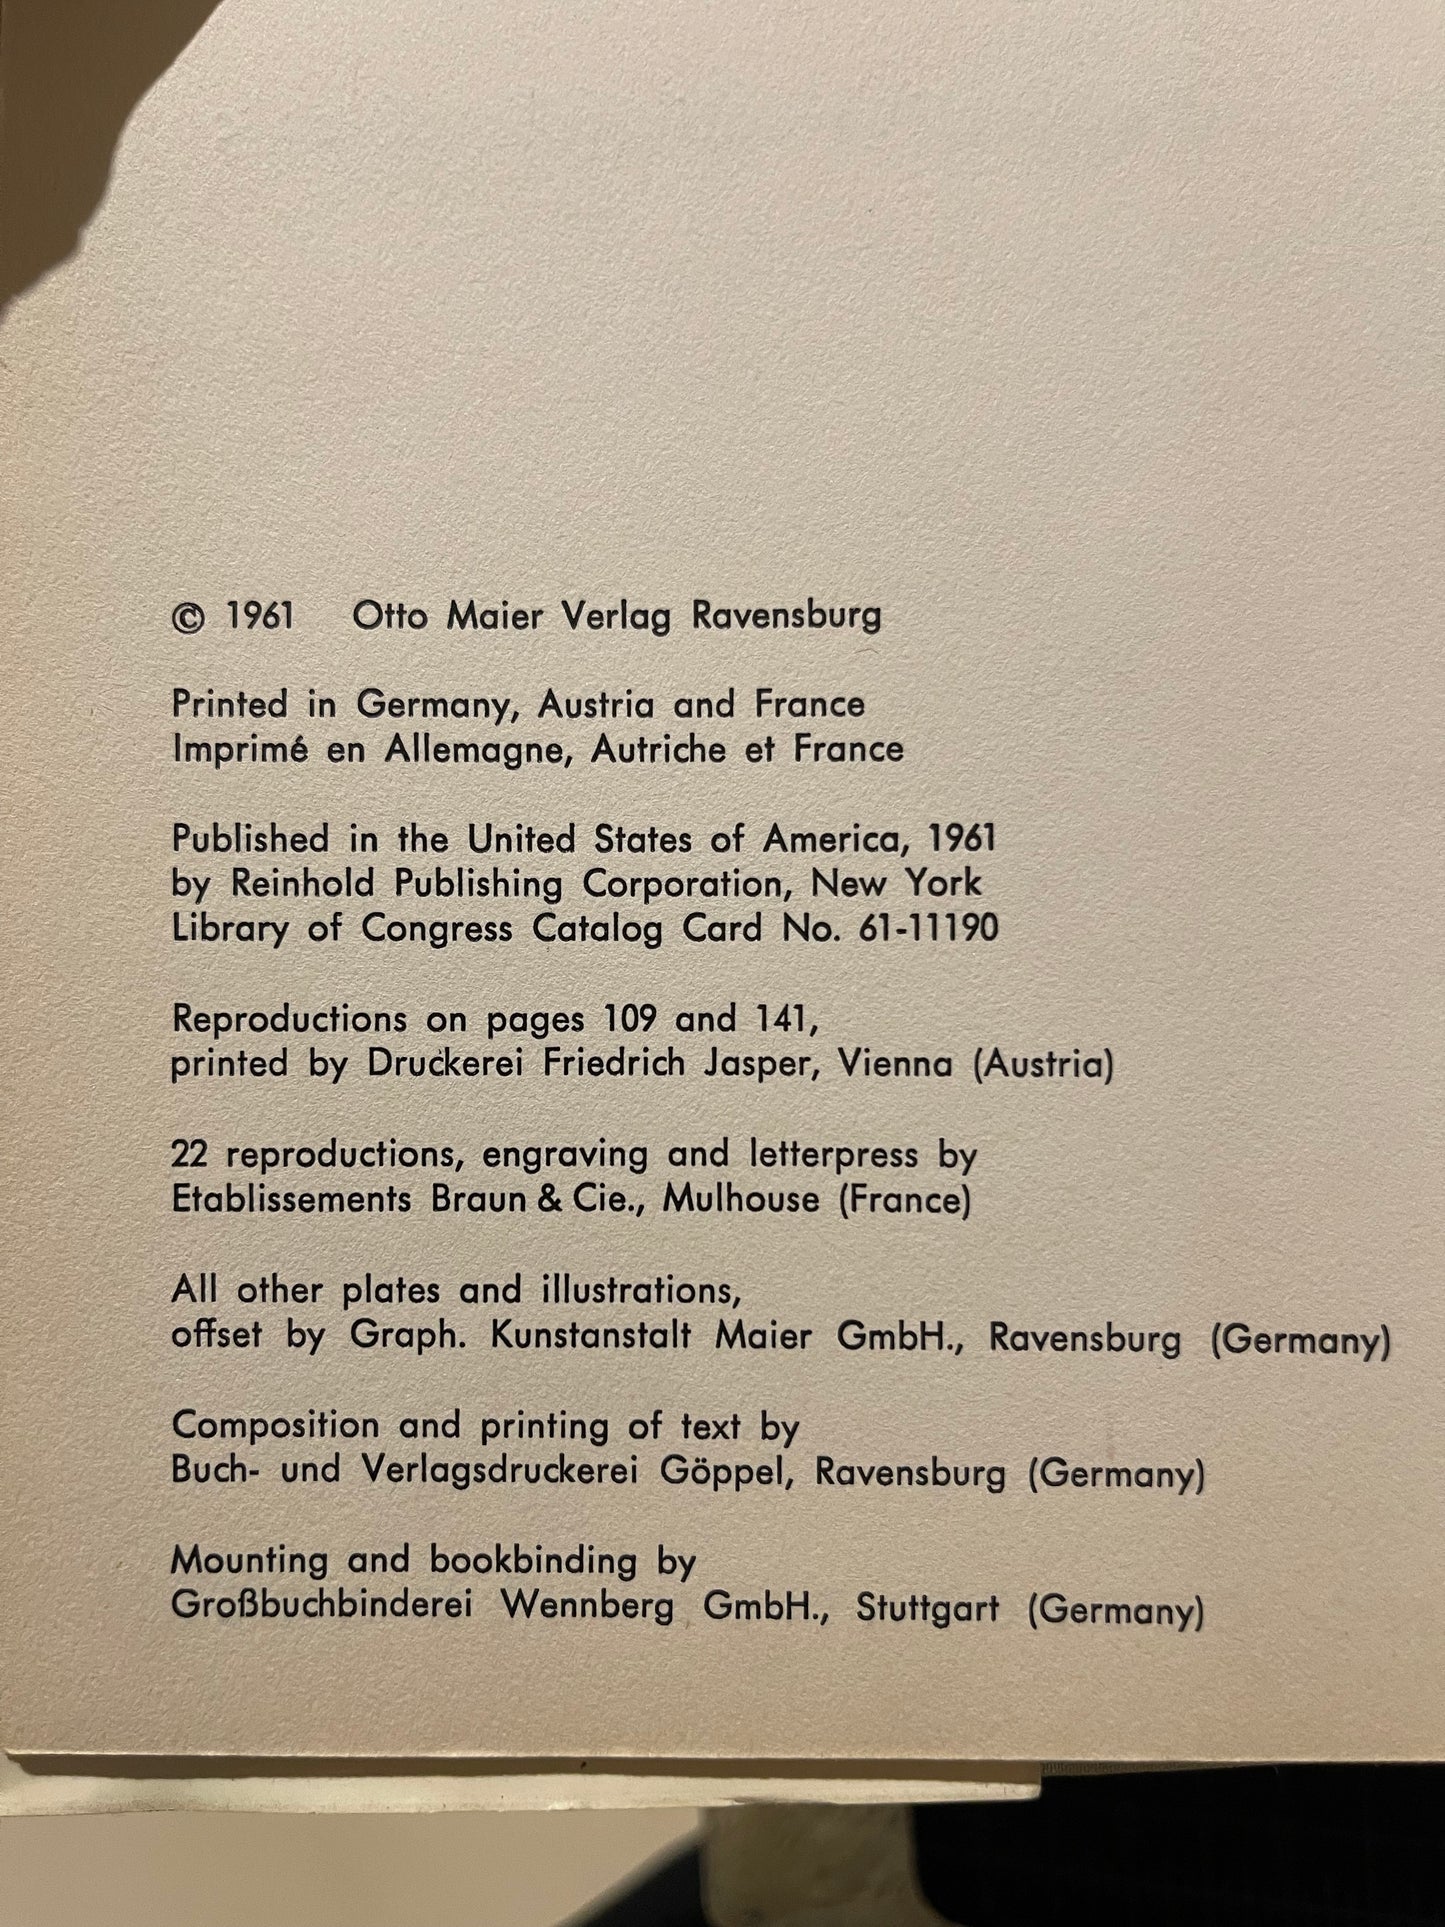 © 1961 Otto Maier Verlag Ravensburg
Printed in Germany, Austria and France
Imprimé en Allemagne, Autriche et France
Published in the United States of America, 1961
by Reinhold Publishing Corporation, New York
Library of Congress Catalog Card No. 61-11190
Reproductions on pages 109 and 141,
printed by Druckerei Friedrich Jasper, Vienna (Austria)
22 reproductions, engraving and letterpress by
Etablissements Braun & Cie., Mulhouse (France)
All other plates and illustrations,
offset by Graph. Kunstanstalt Maier GmbH., Ravensburg (Germany)
Composition and printing of text by
Buch- und Verlagsdruckerei Göppel, Ravensburg (Germany)
Mounting and bookbinding by
Großbuchbinderei Wennberg GmbH., Stuttgart (Germany)